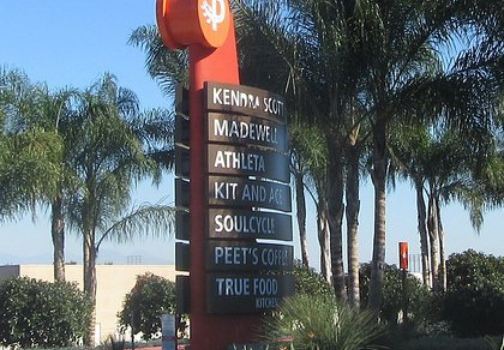 P
KENDRA SCOTT
MADEWELL
ATHLETA
KIT AND ACE
SOULCYCLE
PEET'S COFFEE
TRUE FOOD
KITCHEN